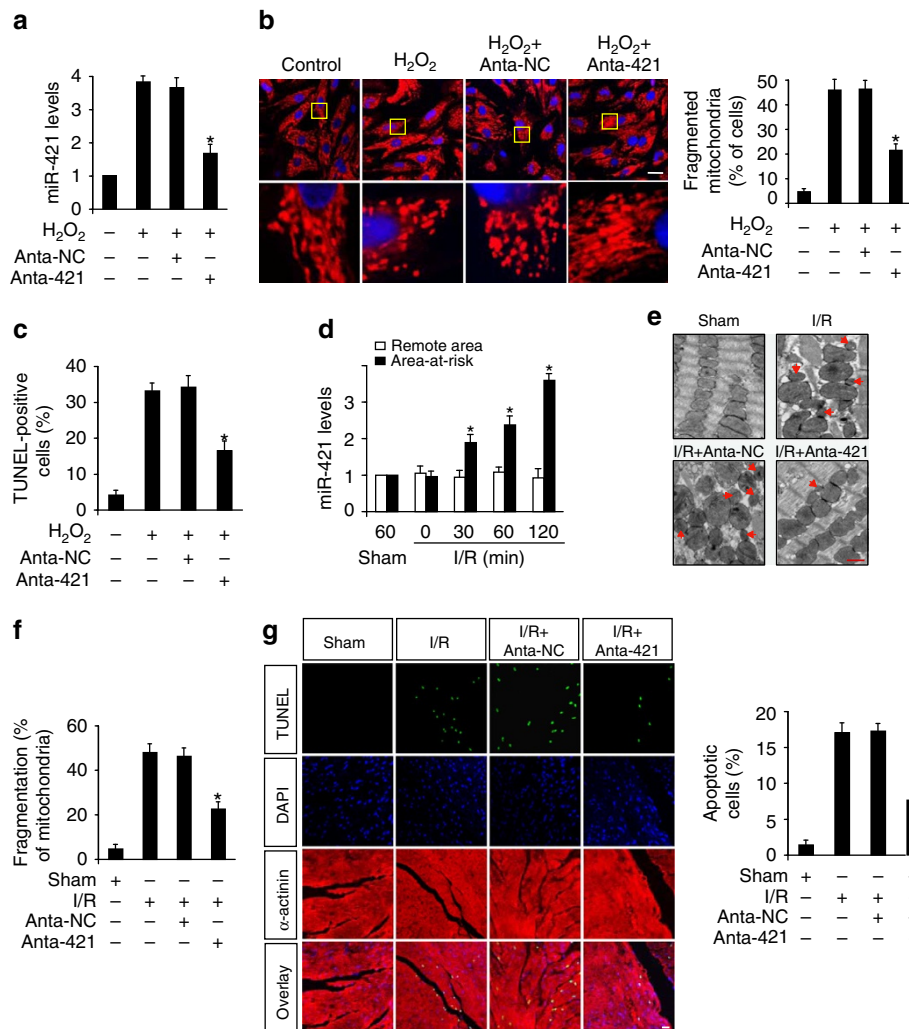 a
miR-421 levels
4
3
2
1
0
*
H₂O₂ – + + +
Anta-NC – – + –
Anta-421 – – – +
b
Control
H₂O₂
H₂O₂+
Anta-NC
H₂O₂+
Anta-421
Fragmented
mitochondria
(% of cells)
50
40
30
20
10
0
*
H₂O₂ – + + +
Anta-NC – – + –
Anta-421 – – – +
c
TUNEL-positive
cells (%)
40
30
20
10
0
*
H₂O₂ – + + +
Anta-NC – – + –
Anta-421 – – – +
d
Remote area
Area-at-risk
miR-421 levels
3
2
1
0
* * *
60 0 30 60 120
Sham I/R (min)
e
Sham
I/R
I/R+Anta-NC
I/R+Anta-421
f
Fragmentation (%
of mitochondria)
60
40
20
0
*
Sham + – – –
I/R – + + +
Anta-NC – – + –
Anta-421 – – – +
g
Sham
I/R
I/R+
Anta-NC
I/R+
Anta-421
TUNEL
DAPI
α-actinin
Overlay
Apoptotic
cells (%)
20
15
10
5
0
Sham + – –
I/R – + +
Anta-NC – – +
Anta-421 – – –